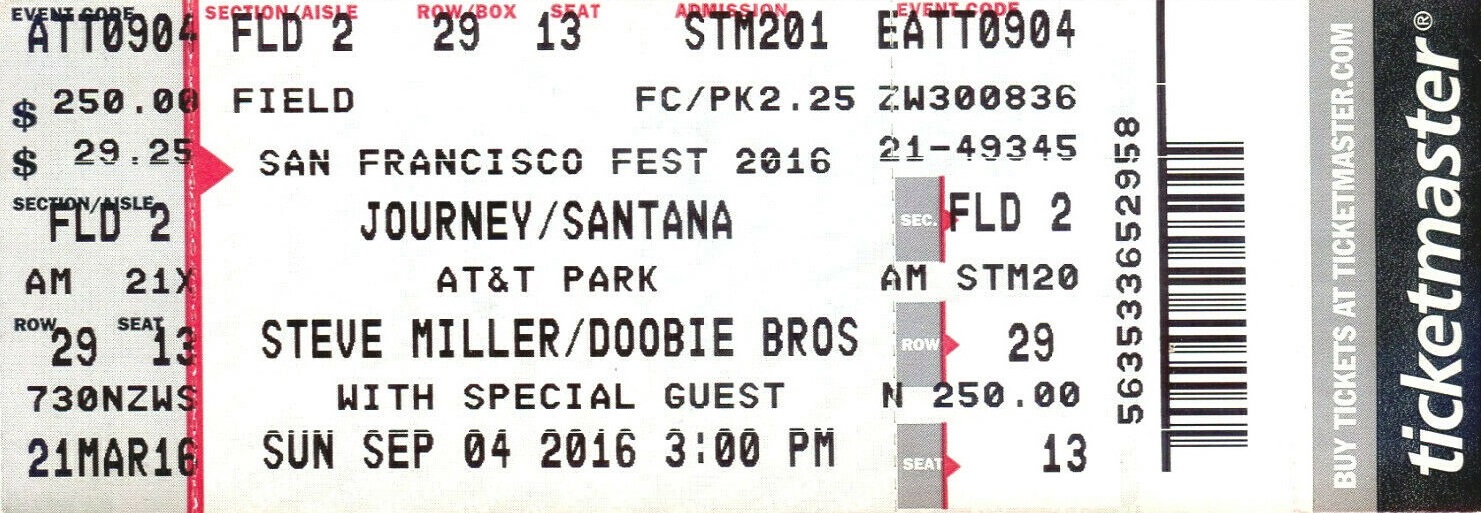 EVENT CODE SECTION/AISLE ROW/BOX SEAT ADMISSION EVENT CODE
ATT0904 FLD 2 29 13 STM201 EATT0904
$ 250.00 FIELD FC/PK2.25 ZW300836
$ 29.25 SAN FRANCISCO FEST 2016 21-49345
SECTION/AISLE
FLD 2 JOURNEY/SANTANA SEC. FLD 2
AM 21X AT&T PARK AM STM20
ROW SEAT
29 13 STEVE MILLER/DOOBIE BROS ROW 29
730NZWS WITH SPECIAL GUEST N 250.00
21MAR16 SUN SEP 04 2016 3:00 PM SEAT 13
563533652958
BUY TICKETS AT TICKETMASTER.COM
ticketmaster®